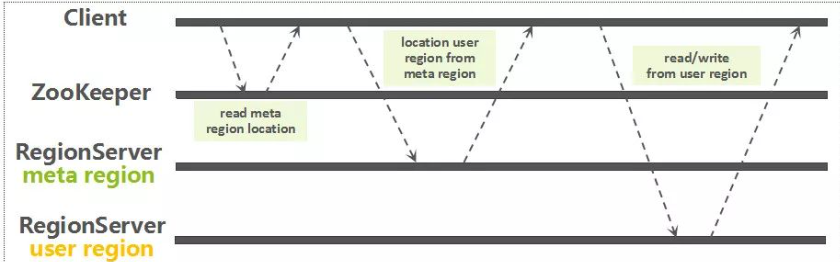 Client
location user
region from
meta region
read/write
from user region
ZooKeeper
read meta
region location
RegionServer
meta region
RegionServer
user region